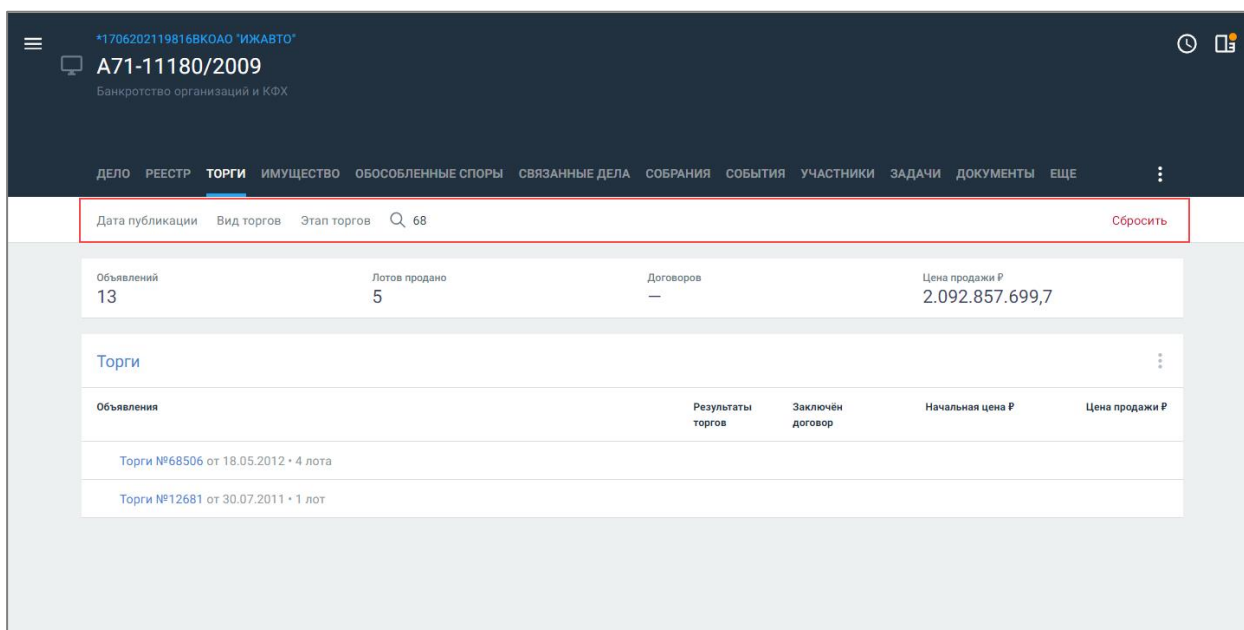 *1706202119816ВКОАО "ИЖАВТО"
А71-11180/2009
Банкротство организаций и КФХ
ДЕЛО РЕЕСТР ТОРГИ ИМУЩЕСТВО ОБОСОБЛЕННЫЕ СПОРЫ СВЯЗАННЫЕ ДЕЛА СОБРАНИЯ СОБЫТИЯ УЧАСТНИКИ ЗАДАЧИ ДОКУМЕНТЫ ЕЩЕ
Дата публикации Вид торгов Этап торгов 68 Сбросить
Объявлений Лотов продано Договоров Цена продажи ₽
13 5 — 2.092.857.699,7
Торги
Объявления Результаты торгов Заключён договор Начальная цена ₽ Цена продажи ₽
Торги №68506 от 18.05.2012 • 4 лота
Торги №12681 от 30.07.2011 • 1 лот